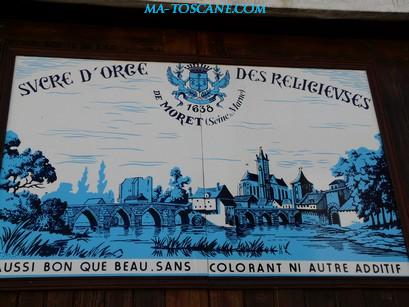 MA-TOSCANE.COM
SVCRE D'ORGE DES RELIGIEVSES
1638
DE MORET (Seine & Marne)
AUSSI BON QUE BEAU. SANS COLORANT NI AUTRE ADDITIF